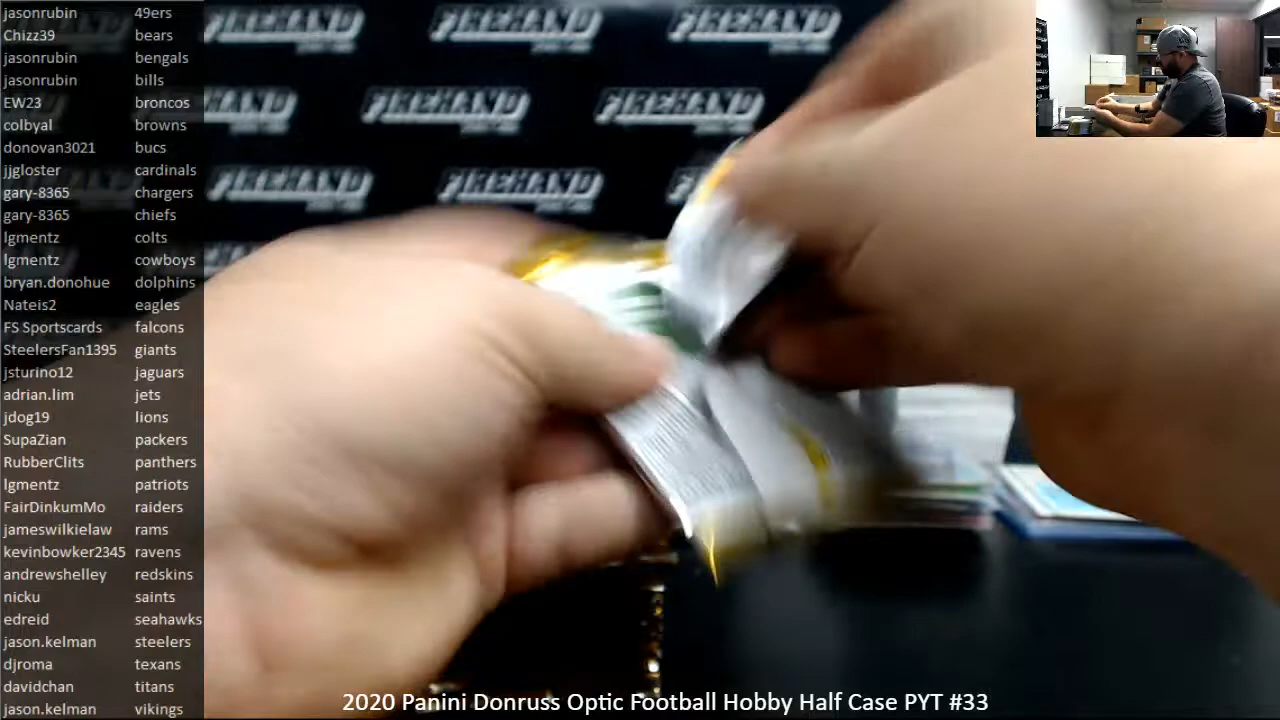 jasonrubin 49ers
Chizz39 bears
jasonrubin bengals
jasonrubin bills
EW23 broncos
colbyal browns
donovan3021 bucs
jjgloster cardinals
gary-8365 chargers
gary-8365 chiefs
lgmentz colts
lgmentz cowboys
bryan.donohue dolphins
Nateis2 eagles
FS Sportscards falcons
SteelersFan1395 giants
jsturino12 jaguars
adrian.lim jets
jdog19 lions
SupaZian packers
RubberClits panthers
lgmentz patriots
FairDinkumMo raiders
jameswilkielaw rams
kevinbowker2345 ravens
andrewshelley redskins
nicku saints
edreid seahawks
jason.kelman steelers
djroma texans
davidchan titans
jason.kelman vikings
FIREHAND FIREHAND FIREHAND
FIREHAND FIREHAND
FIREHAND FIREHAND
2020 Panini Donruss Optic Football Hobby Half Case PYT #33